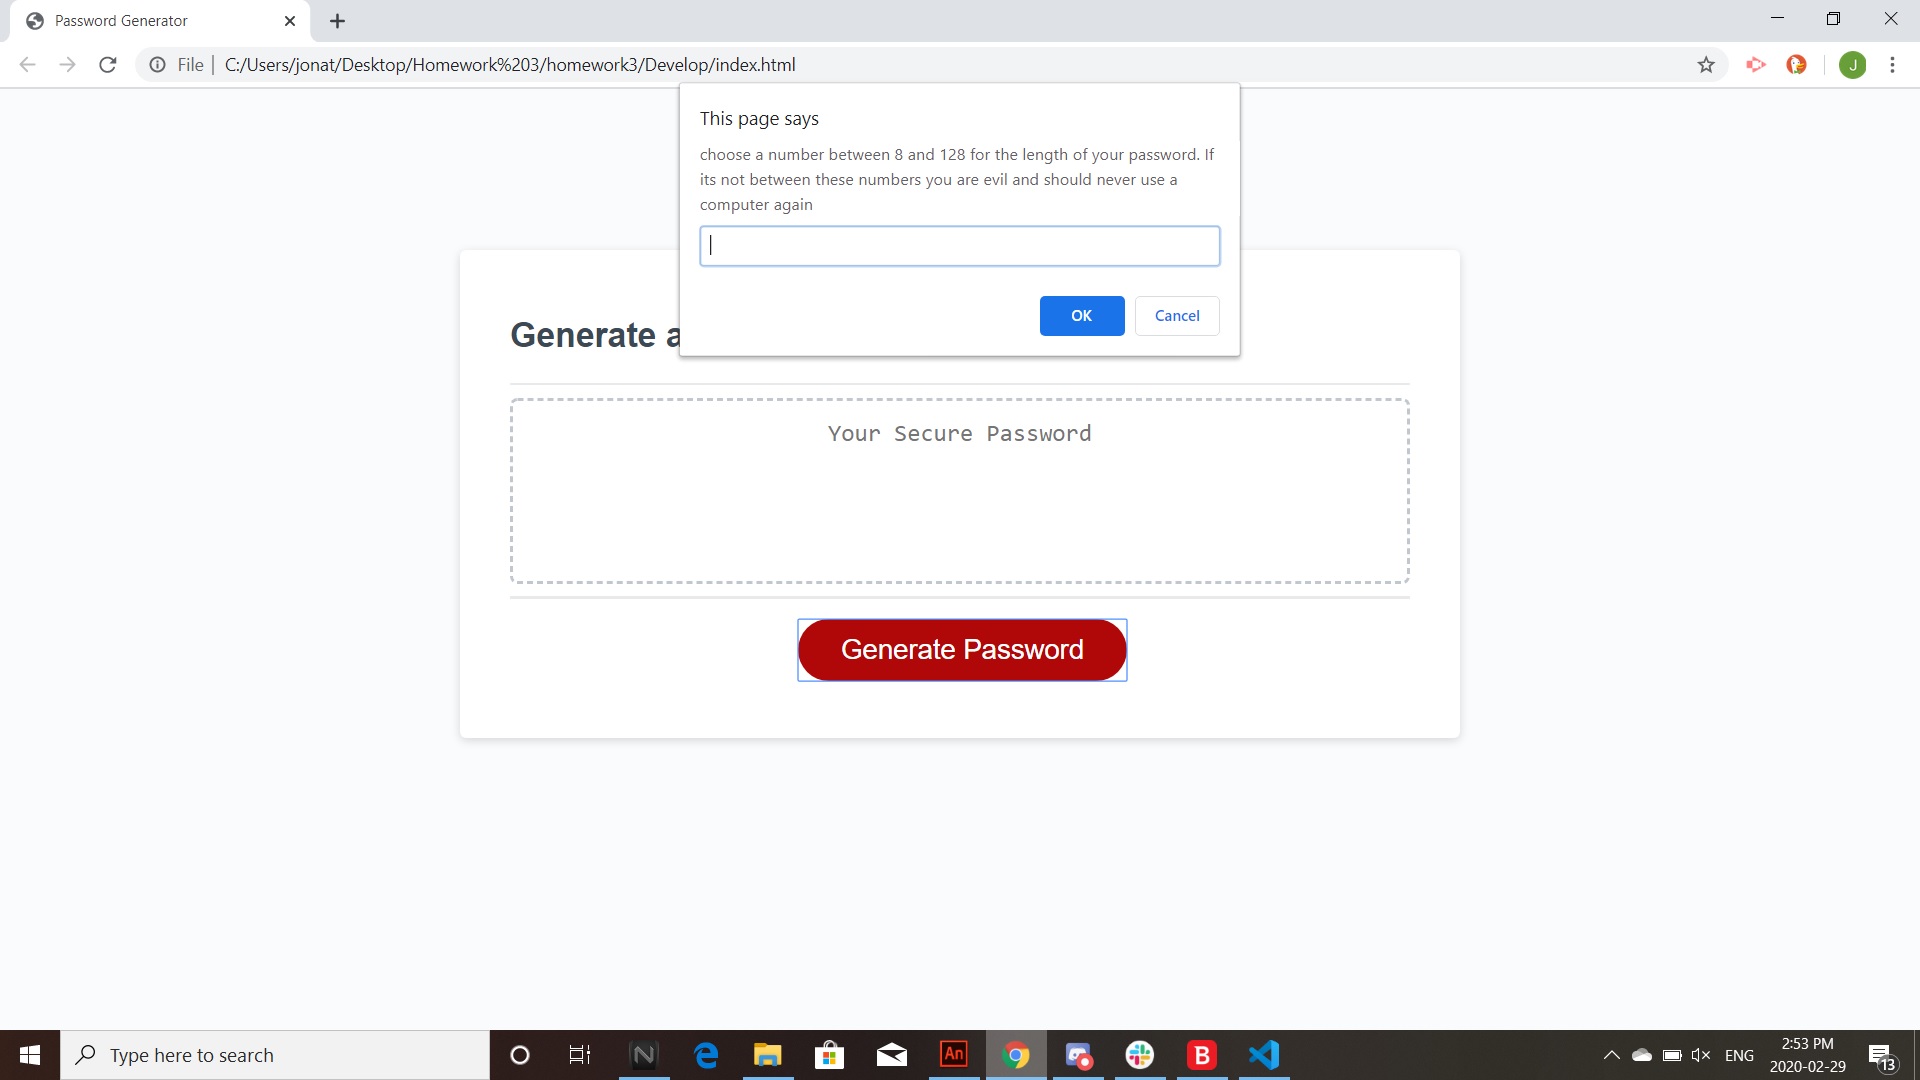 Password Generator
File | C:/Users/jonat/Desktop/Homework%203/homework3/Develop/index.html
J
This page says
choose a number between 8 and 128 for the length of your password. If
its not between these numbers you are evil and should never use a
computer again
OK
Cancel
Generate a
Your Secure Password
Generate Password
Type here to search
N
An
B
ENG
2:53 PM
2020-02-29
13